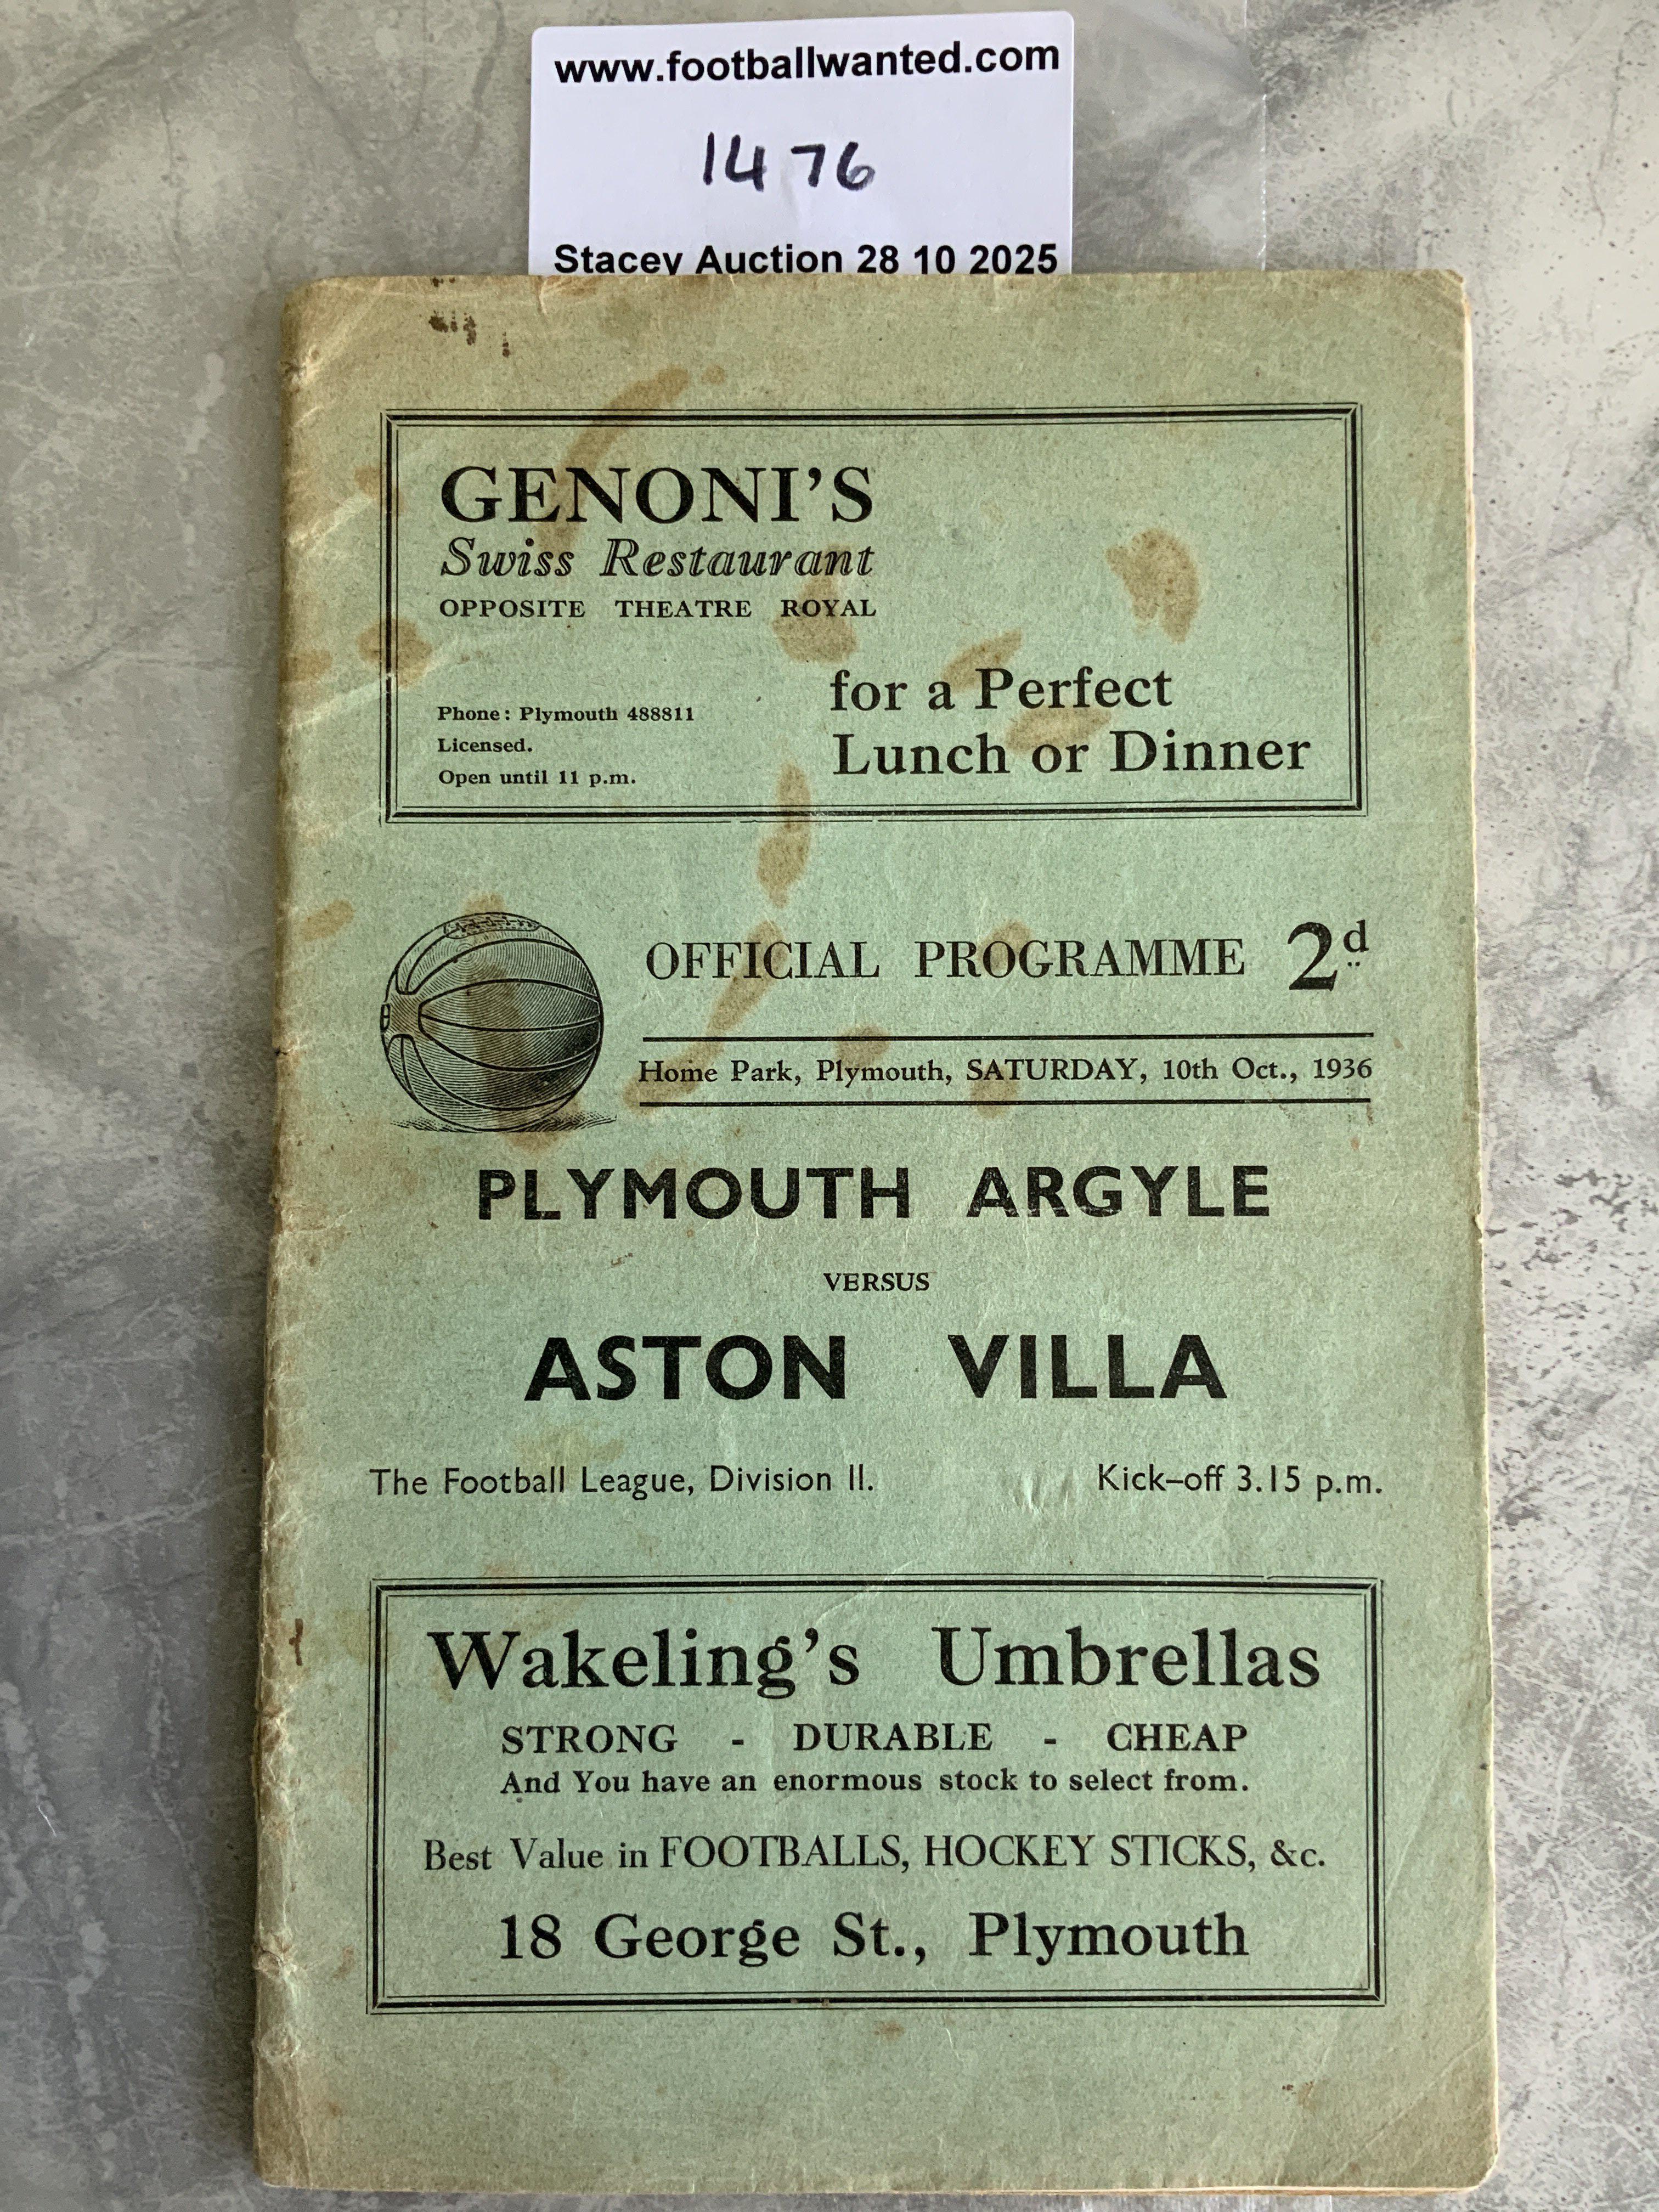 www.footballwanted.com
1476
Stacey Auction 28 10 2025
GENONI'S
Swiss Restaurant
OPPOSITE THEATRE ROYAL
for a Perfect
Lunch or Dinner
Phone: Plymouth 488811
Licensed.
Open until 11 p.m.
OFFICIAL PROGRAMME 2d
Home Park, Plymouth, SATURDAY, 10th Oct., 1936
PLYMOUTH ARGYLE
VERSUS
ASTON VILLA
The Football League, Division II. Kick-off 3.15 p.m.
Wakeling's Umbrellas
STRONG - DURABLE - CHEAP
And You have an enormous stock to select from.
Best Value in FOOTBALLS, HOCKEY STICKS, &c.
18 George St., Plymouth